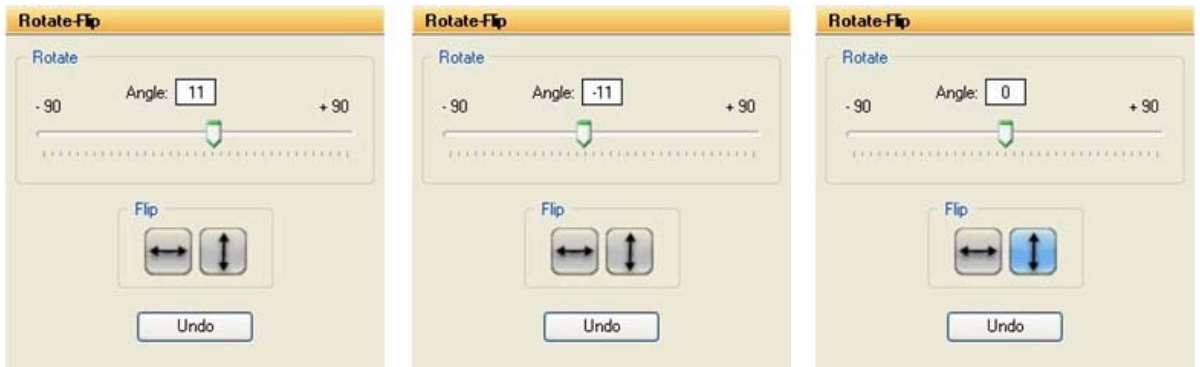 Rotate-Flip
Rotate
Angle: 11
- 90
+ 90
Flip
Undo
Rotate-Flip
Rotate
Angle: -11
- 90
+ 90
Flip
Undo
Rotate-Flip
Rotate
Angle: 0
- 90
+ 90
Flip
Undo